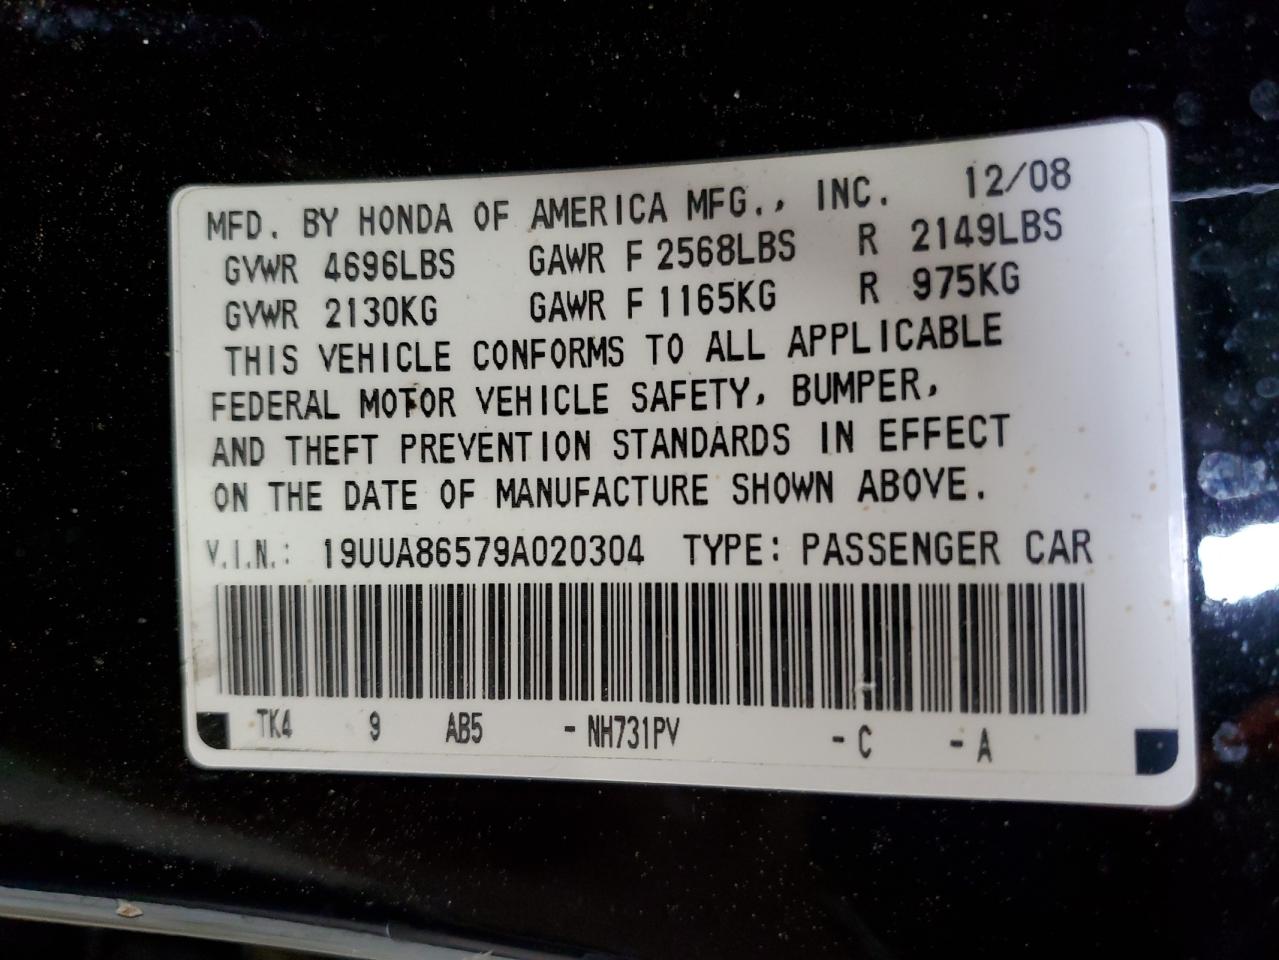 MFD. BY HONDA OF AMERICA MFG., INC. 12/08
GVWR 4696LBS GAWR F 2568LBS R 2149LBS
GVWR 2130KG GAWR F 1165KG R 975KG
THIS VEHICLE CONFORMS TO ALL APPLICABLE
FEDERAL MOTOR VEHICLE SAFETY, BUMPER,
AND THEFT PREVENTION STANDARDS IN EFFECT
ON THE DATE OF MANUFACTURE SHOWN ABOVE.
V.I.N.: 19UUA86579A020304 TYPE: PASSENGER CAR
TK4 9 AB5 - NH731PV - C - A